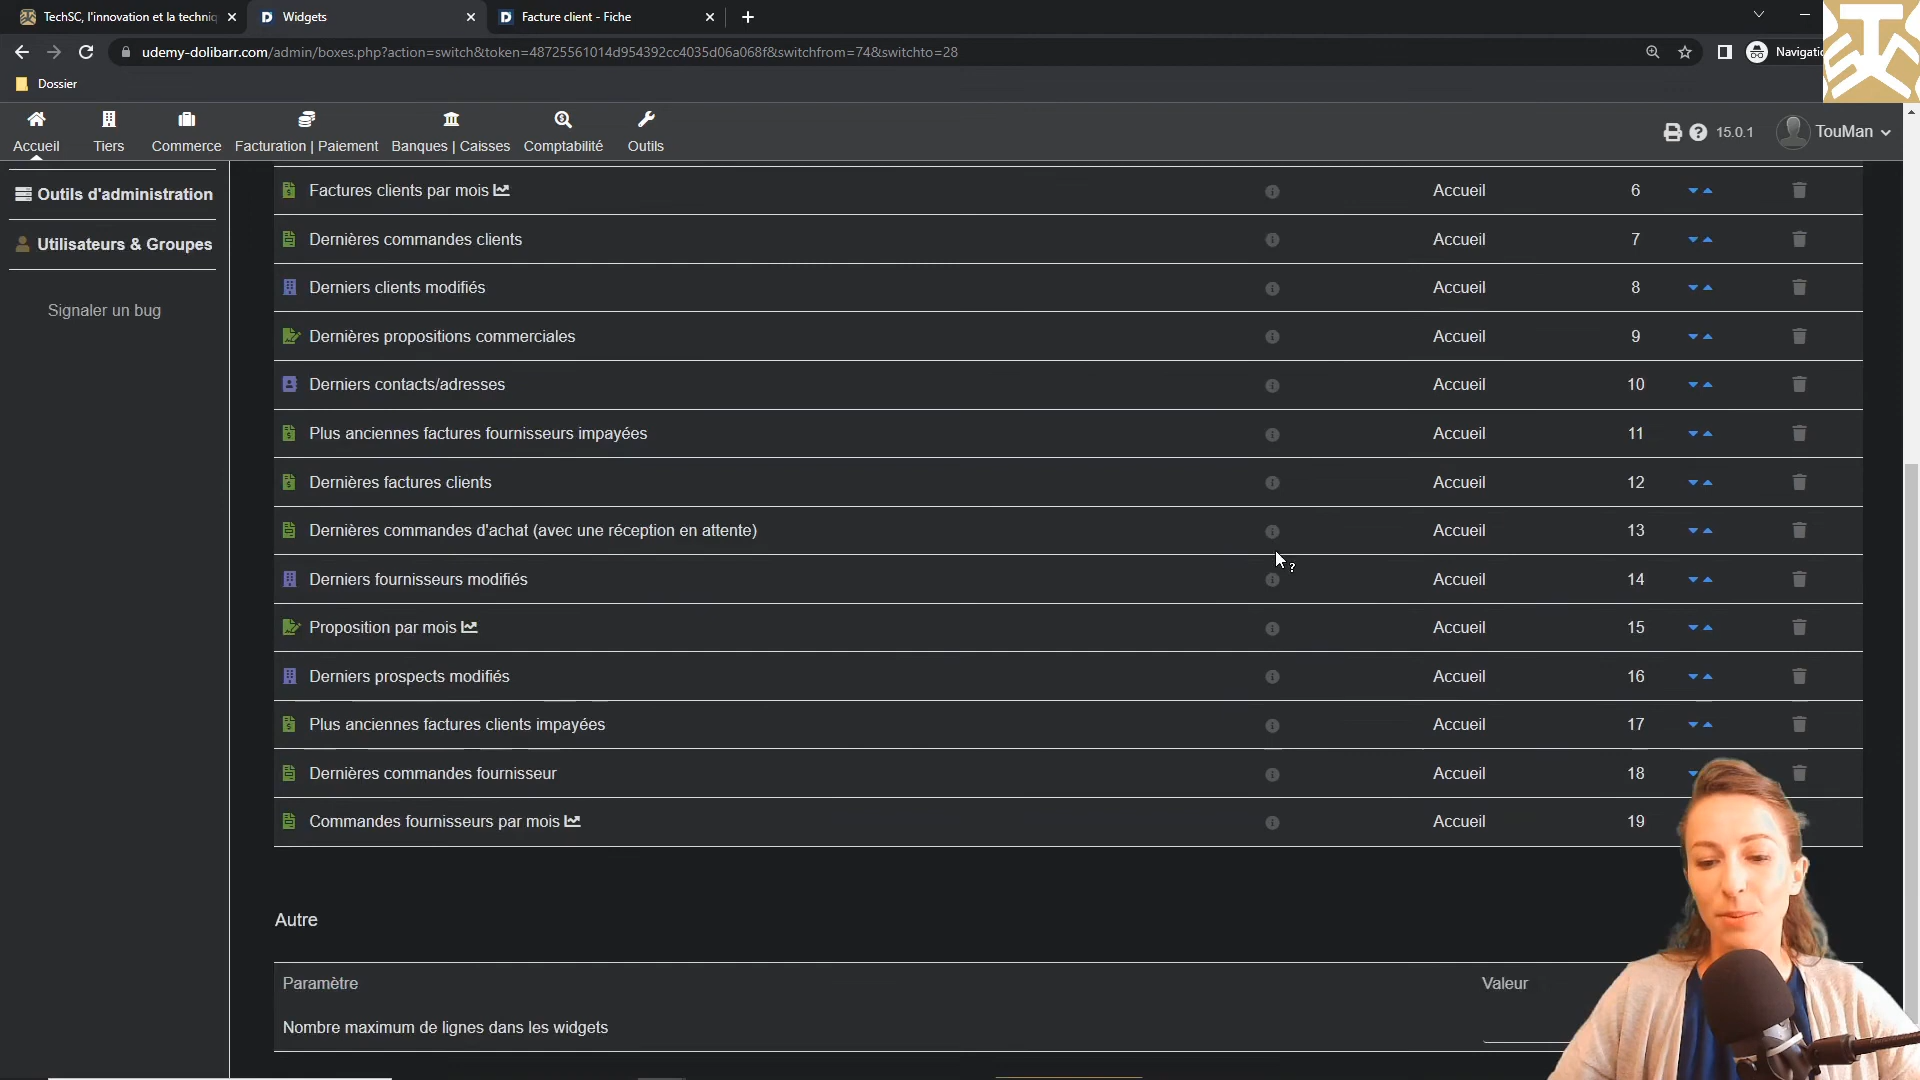 TechSC, l'innovation et la techniq
Widgets
Facture client - Fiche
udemy-dolibarr.com/admin/boxes.php?action=switch&token=48725561014d954392cc4035d06a068f&switchfrom=74&switchto=28
Dossier
Accueil
Tiers
Commerce
Facturation | Paiement
Banques | Caisses
Comptabilité
Outils
15.0.1
TouMan
Outils d'administration
Utilisateurs & Groupes
Signaler un bug
Factures clients par mois Accueil 6
Dernières commandes clients Accueil 7
Derniers clients modifiés Accueil 8
Dernières propositions commerciales Accueil 9
Derniers contacts/adresses Accueil 10
Plus anciennes factures fournisseurs impayées Accueil 11
Dernières factures clients Accueil 12
Dernières commandes d'achat (avec une réception en attente) Accueil 13
Derniers fournisseurs modifiés Accueil 14
Proposition par mois Accueil 15
Derniers prospects modifiés Accueil 16
Plus anciennes factures clients impayées Accueil 17
Dernières commandes fournisseur Accueil 18
Commandes fournisseurs par mois Accueil 19
Autre
Paramètre Valeur
Nombre maximum de lignes dans les widgets